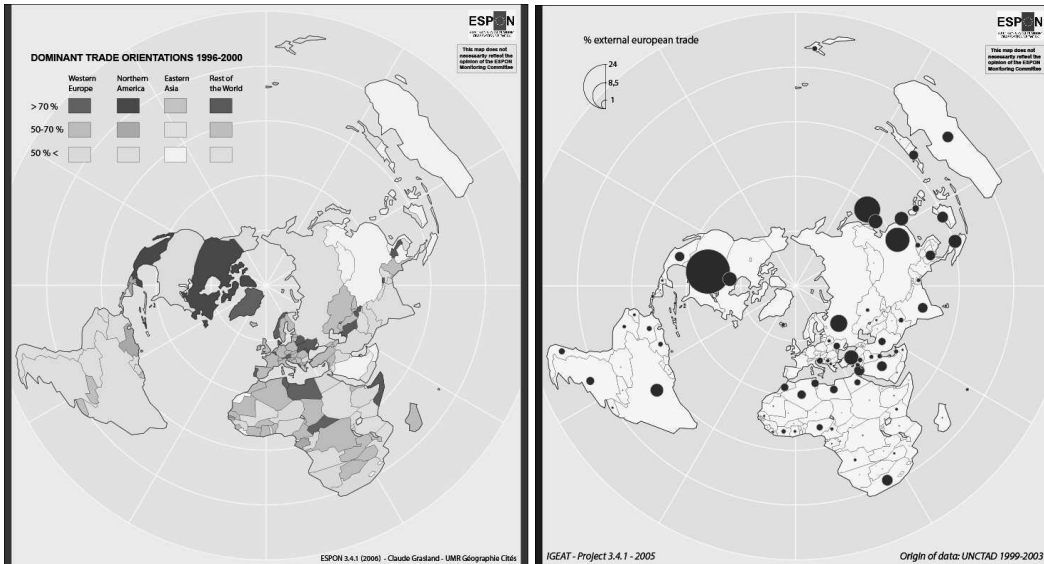 ESPON
This map does not
necessarily reflect the
opinion of the ESPON
Monitoring Committee
DOMINANT TRADE ORIENTATIONS 1996-2000
Western Europe
Northern America
Eastern Asia
Rest of the World
> 70 %
50-70 %
50 % <
ESPON 3.4.1 (2006) - Claude Grasland - UMR Géographie Cités
ESPON
This map does not
necessarily reflect the
opinion of the ESPON
Monitoring Committee
% external european trade
24
8,5
1
IGEAT - Project 3.4.1 - 2005
Origin of data: UNCTAD 1999-2003